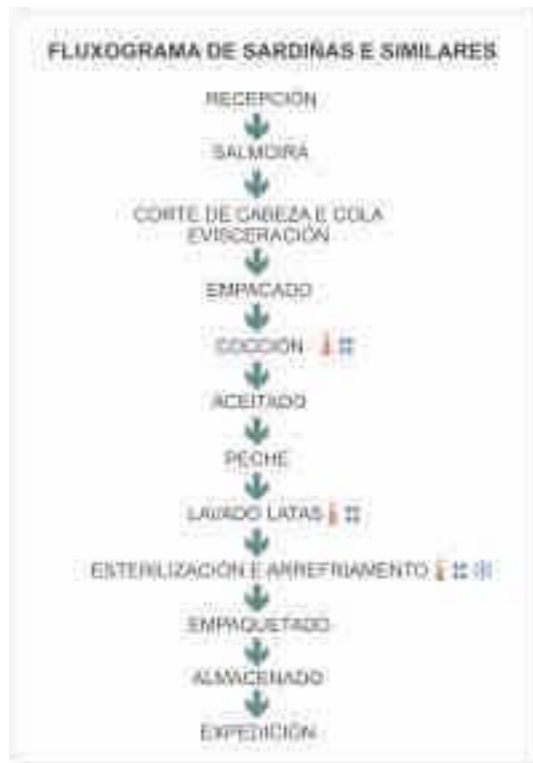 FLUXOGRAMA DE SARDIÑAS E SIMILARES
RECEPCIÓN
SALMOIRA
CORTE DE CABEZA E COLA
EVISCERACIÓN
EMPACADO
COCCIÓN
ACEITADO
PECHE
LAVADO LATAS
ESTERILIZACIÓN E ARREFRIAMENTO
EMPAQUETADO
ALMACENADO
EXPEDICIÓN